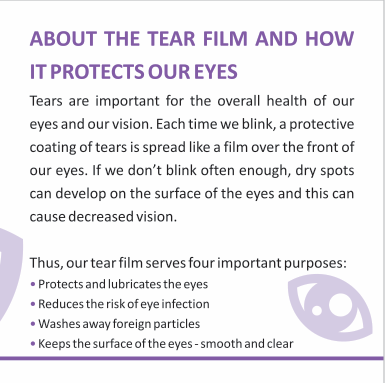 ABOUT THE TEAR FILM AND HOW
IT PROTECTS OUR EYES
Tears are important for the overall health of our
eyes and our vision. Each time we blink, a protective
coating of tears is spread like a film over the front of
our eyes. If we don’t blink often enough, dry spots
can develop on the surface of the eyes and this can
cause decreased vision.
Thus, our tear film serves four important purposes:
• Protects and lubricates the eyes
• Reduces the risk of eye infection
• Washes away foreign particles
• Keeps the surface of the eyes - smooth and clear